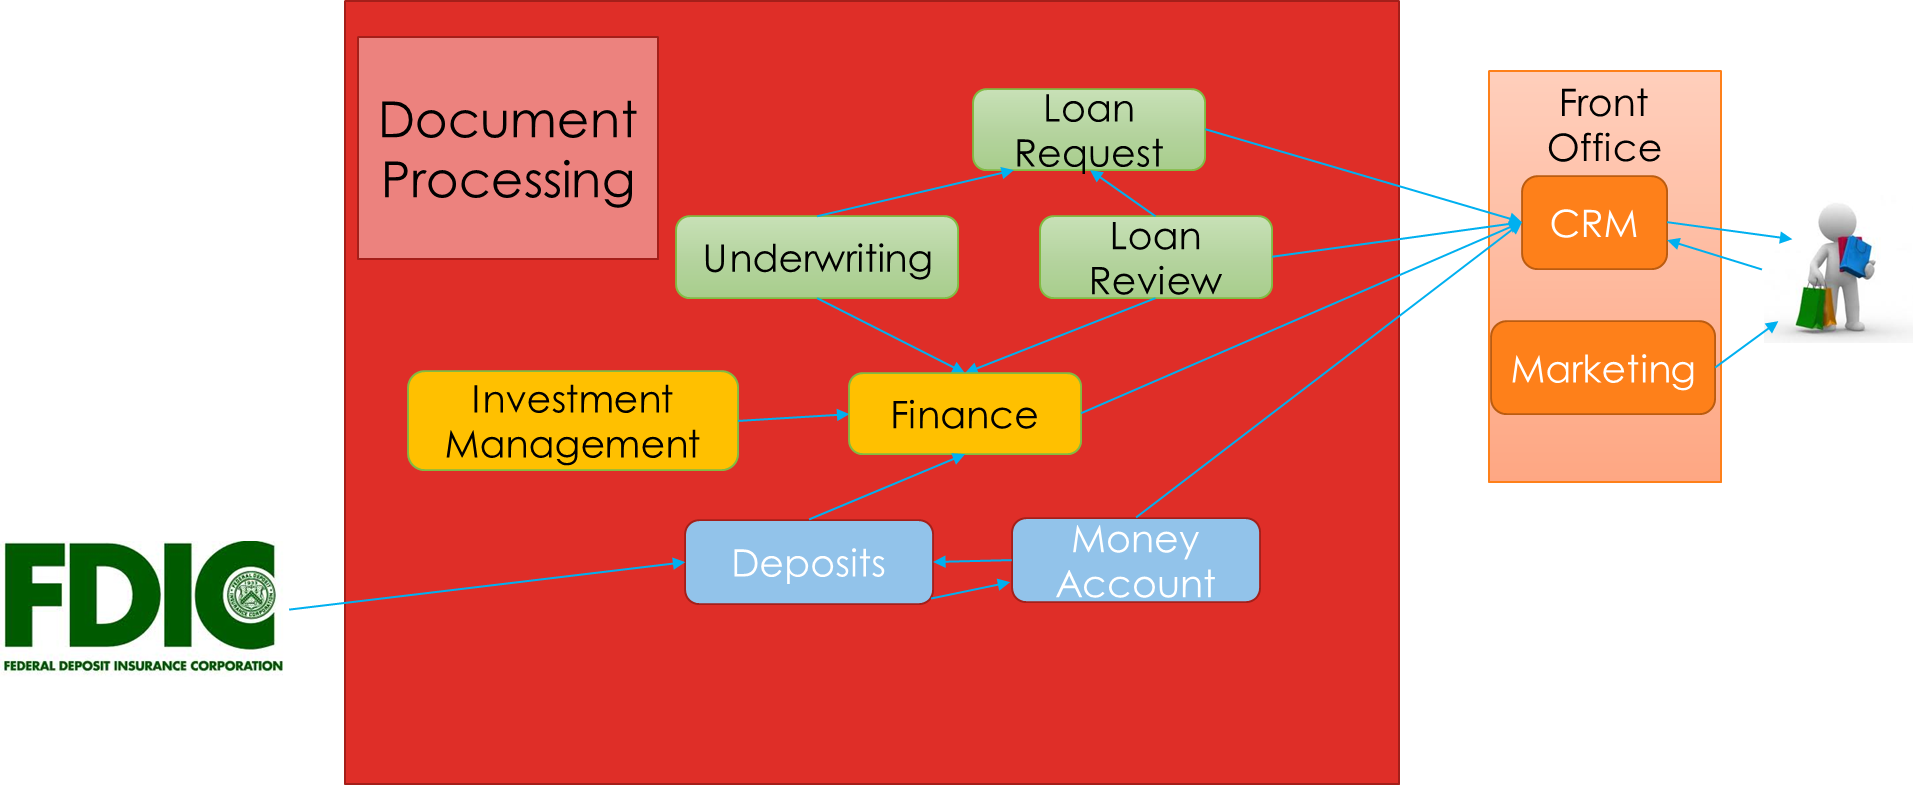 Document
Processing
Loan
Request
Underwriting
Loan
Review
Investment
Management
Finance
Deposits
Money
Account
Front
Office
CRM
Marketing
FDIC
FEDERAL DEPOSIT INSURANCE CORPORATION